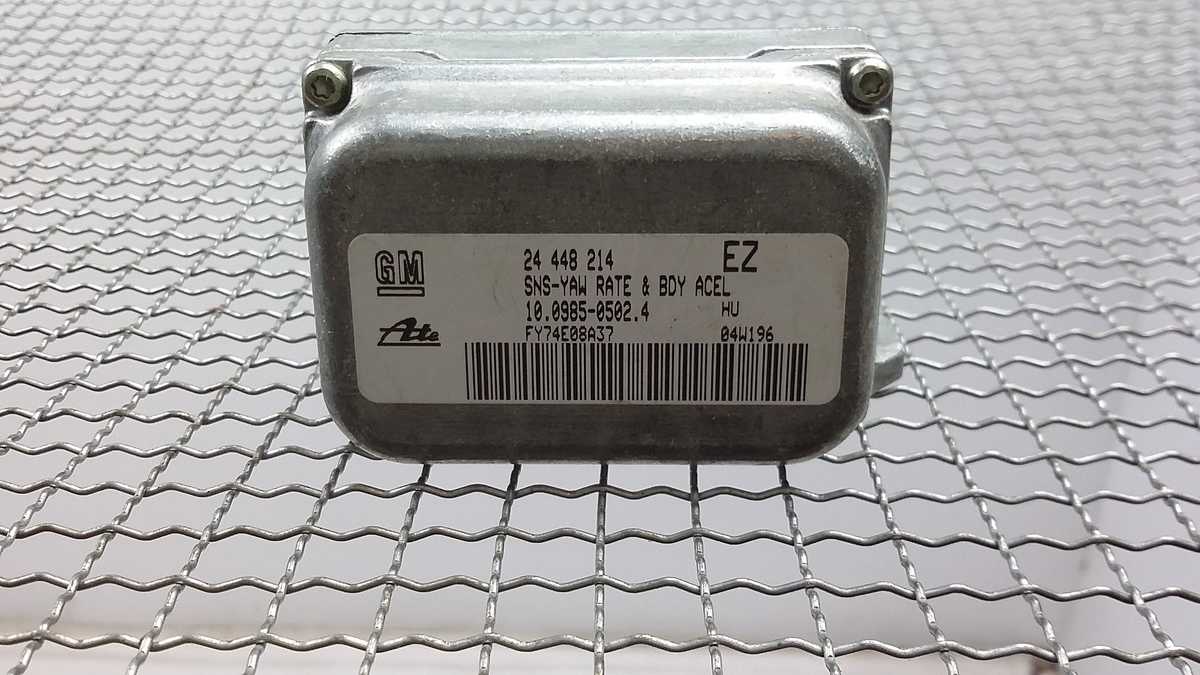 GM
24 448 214 EZ
SNS-YAW RATE & BDY ACEL
10.0985-0502.4 HU
Ate
FY74E08A37 04W196